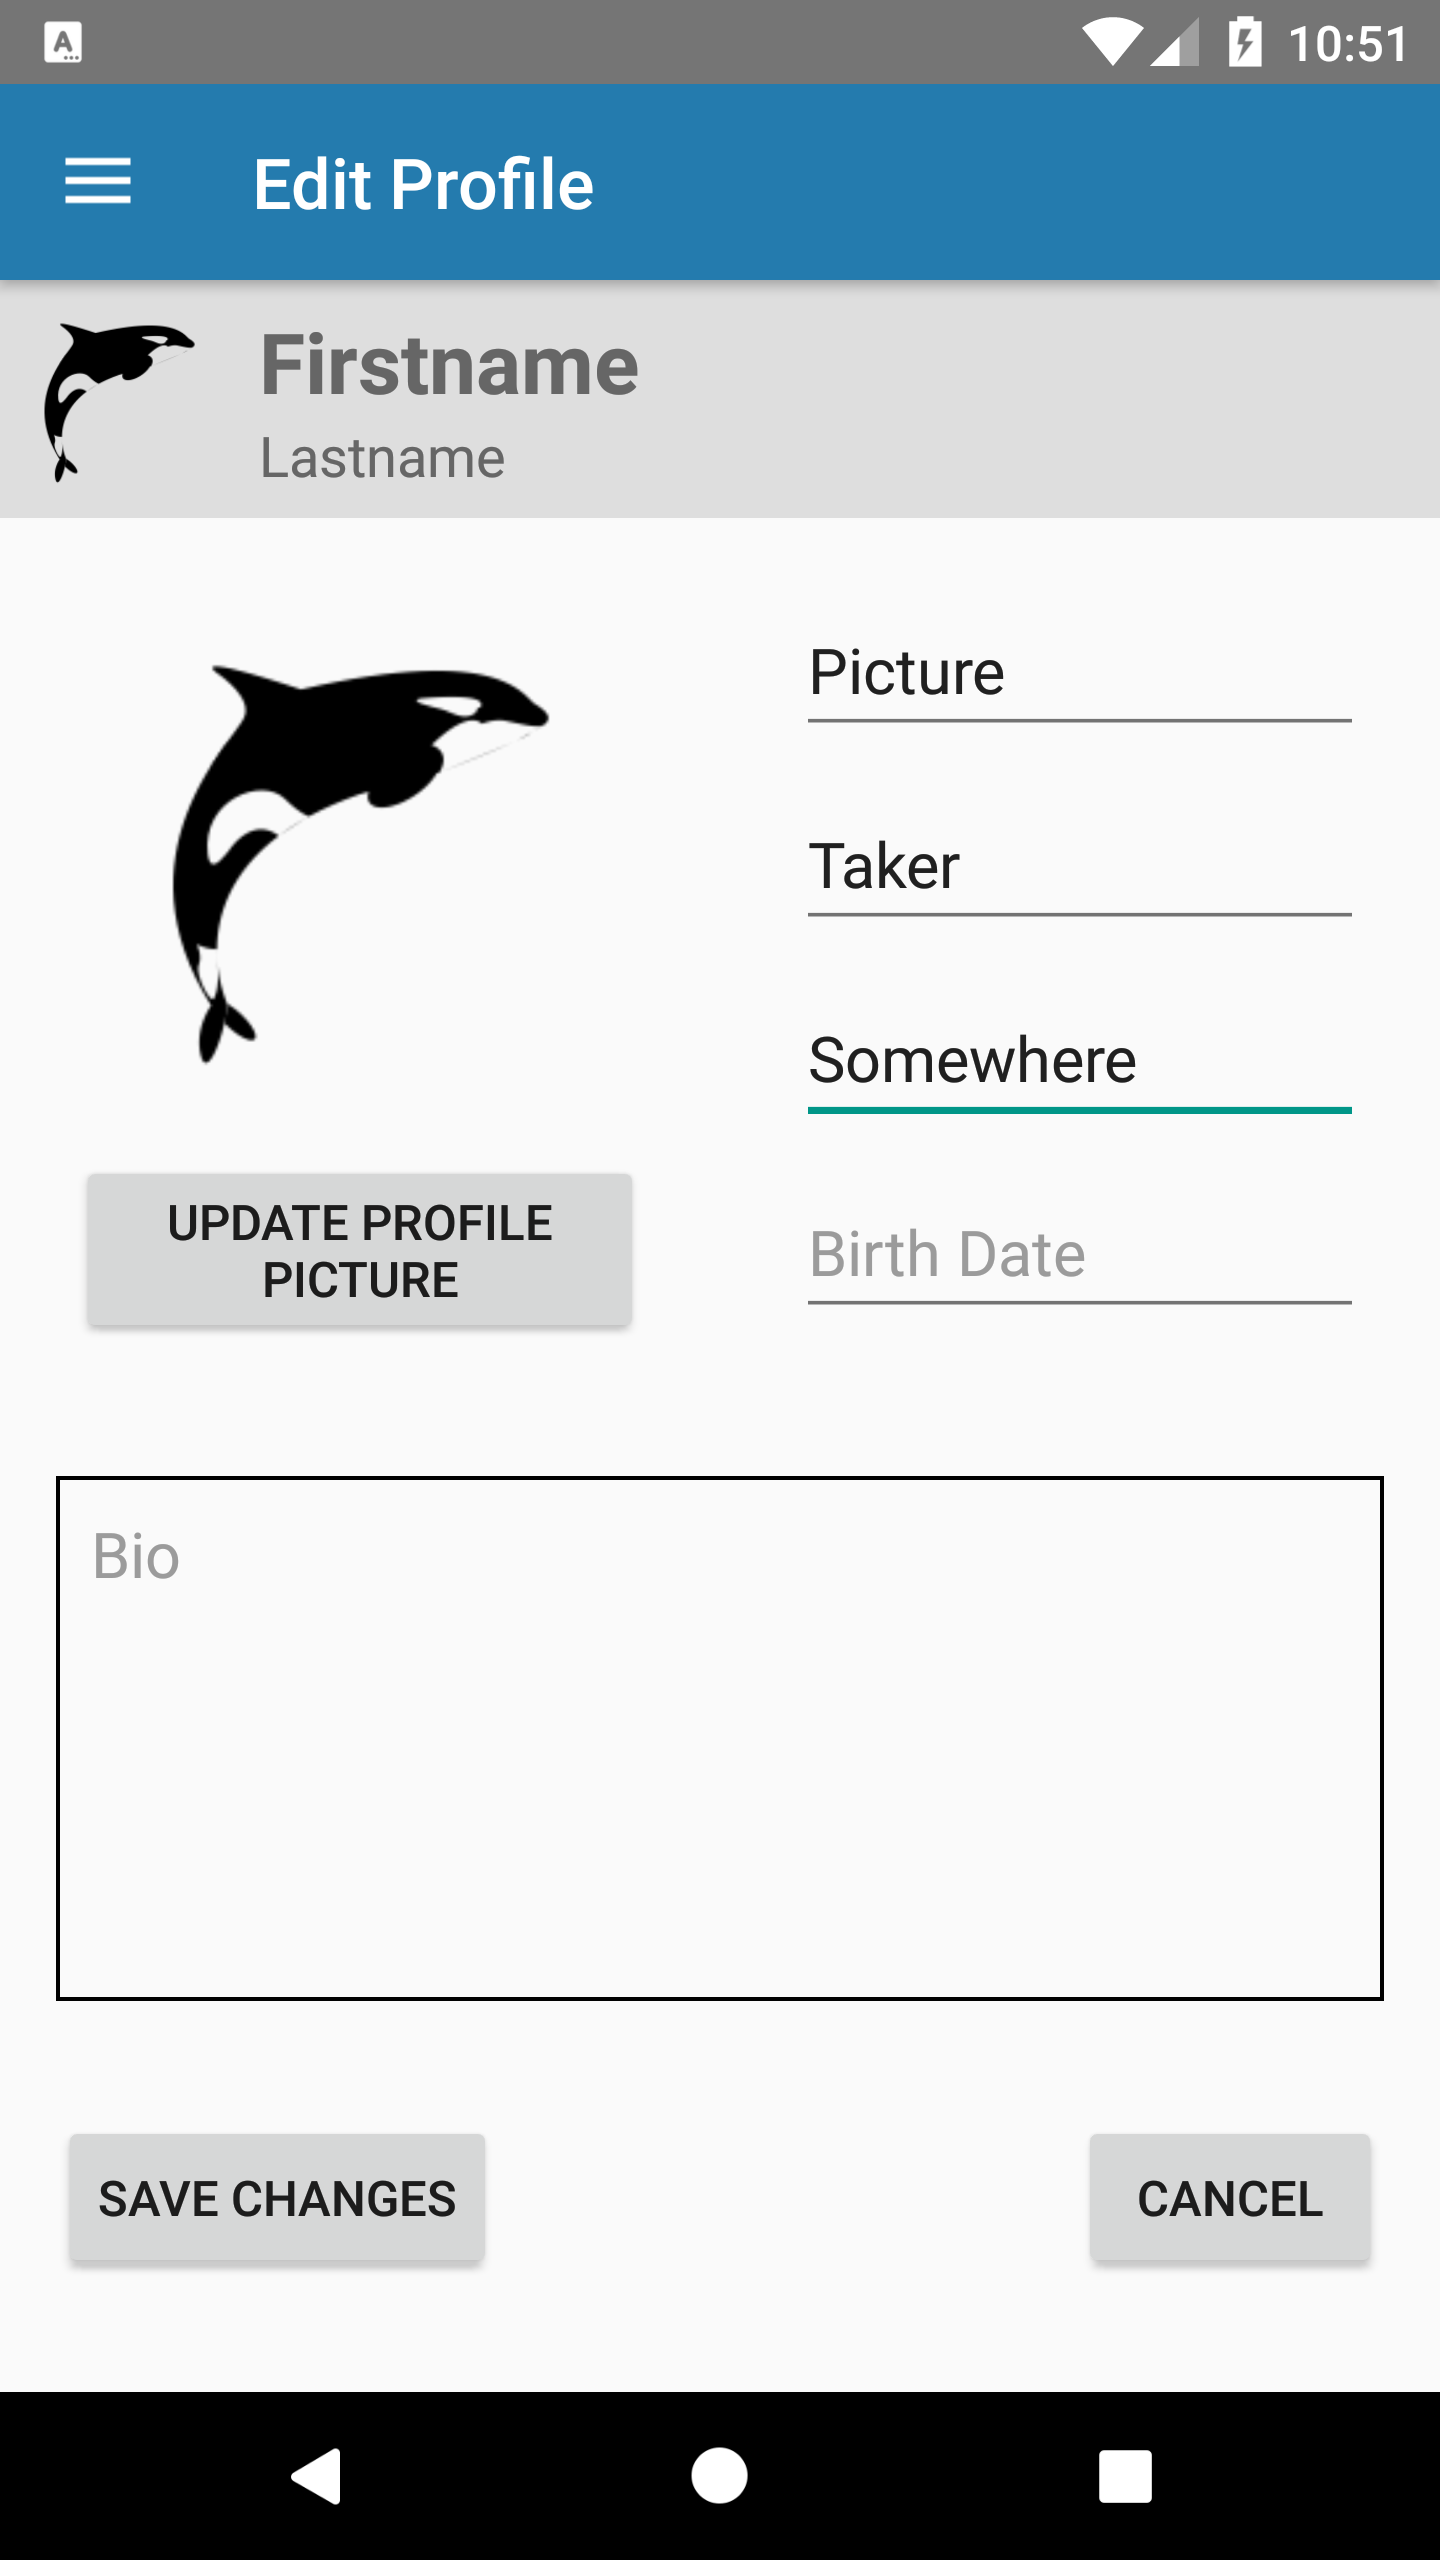 A
10:51
Edit Profile
Firstname
Lastname
Picture
Taker
Somewhere
UPDATE PROFILE
PICTURE
Birth Date
Bio
SAVE CHANGES
CANCEL